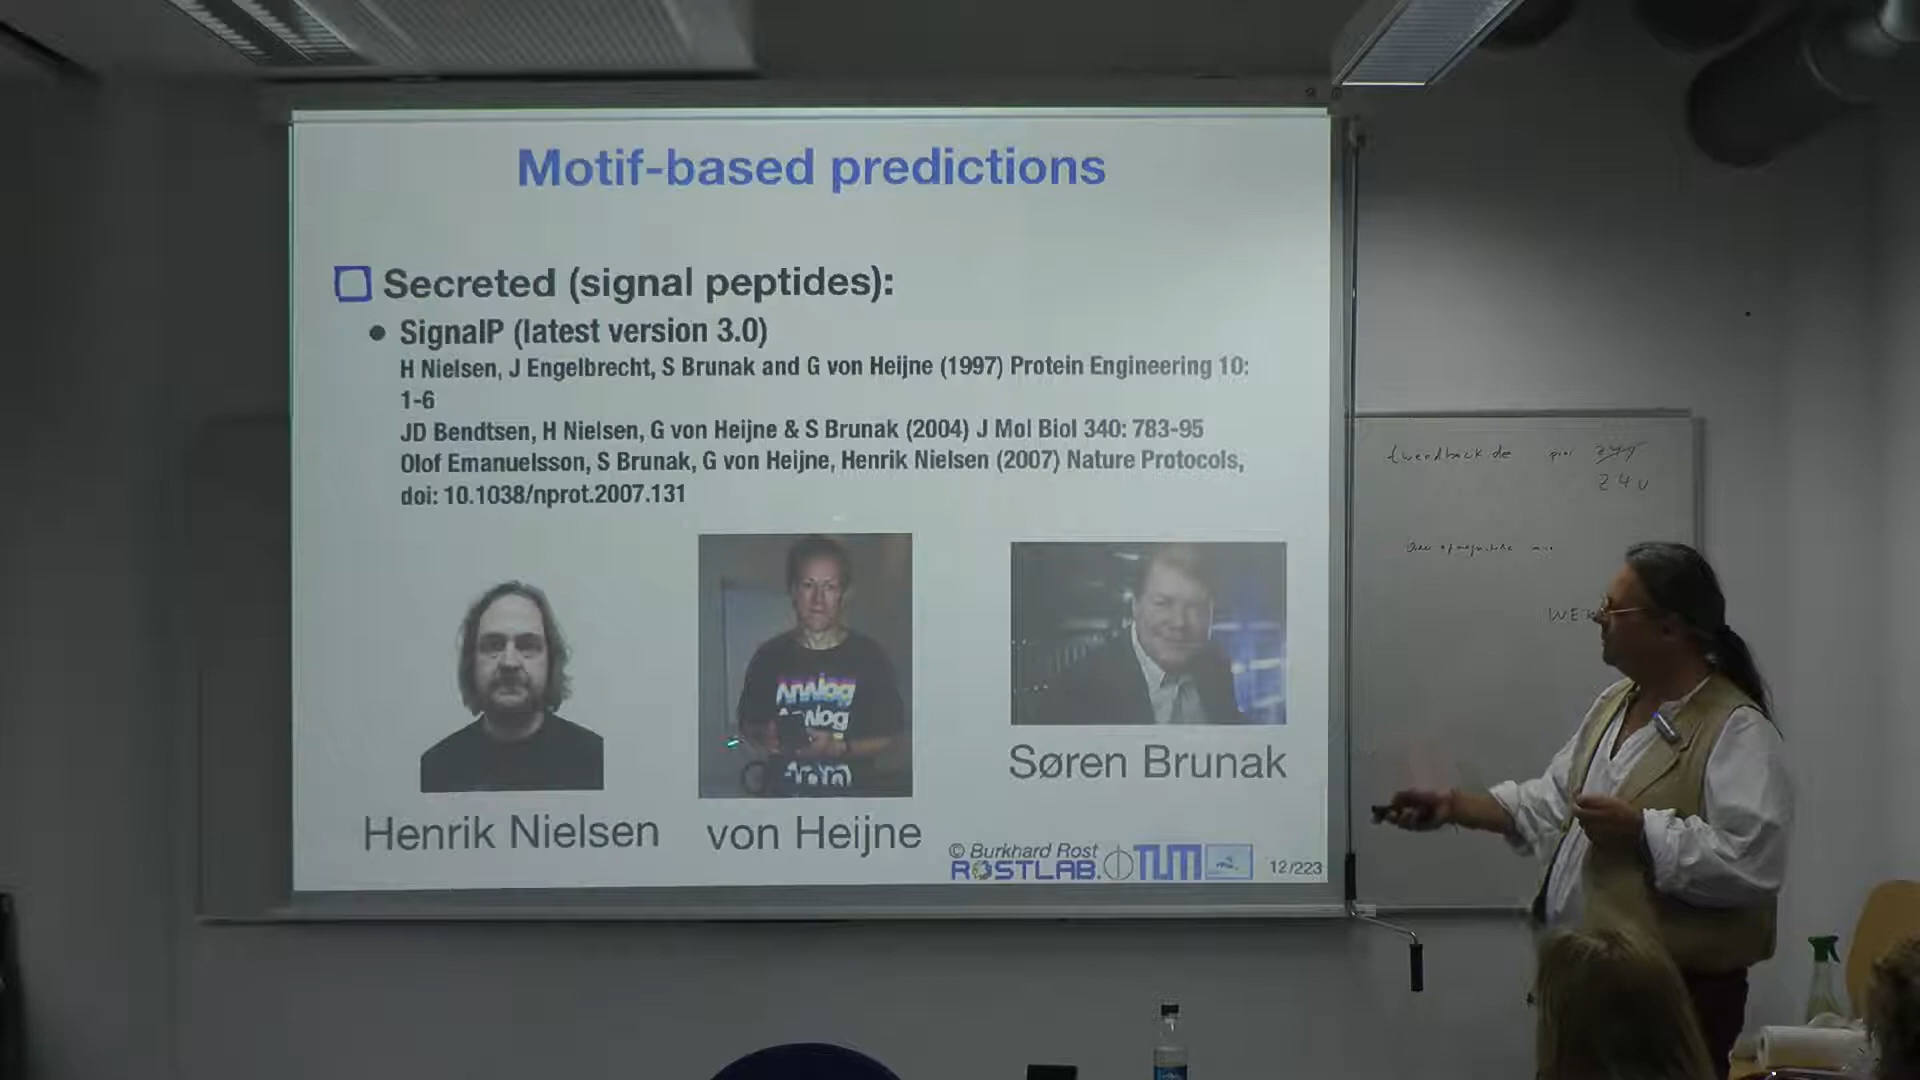 Motif-based predictions
Secreted (signal peptides):
• SignalP (latest version 3.0)
H Nielsen, J Engelbrecht, S Brunak and G von Heijne (1997) Protein Engineering 10:
1-6
JD Bendtsen, H Nielsen, G von Heijne & S Brunak (2004) J Mol Biol 340: 783-95
Olof Emanuelsson, S Brunak, G von Heijne, Henrik Nielsen (2007) Nature Protocols,
doi: 10.1038/nprot.2007.131
Analog
Analog
Henrik Nielsen
von Heijne
Søren Brunak
© Burkhard Rost
ROSTLAB.
TUM
12/223